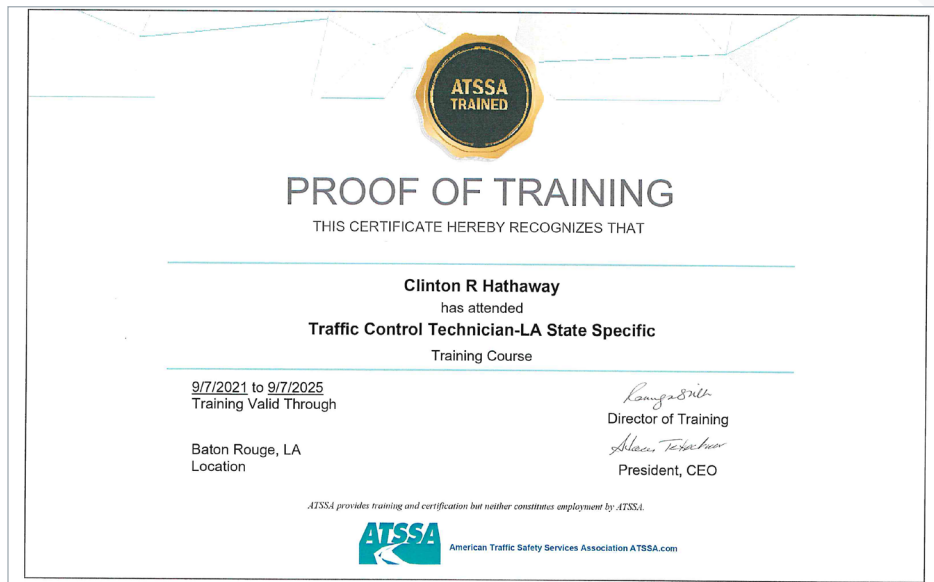 ATSSA
TRAINED
PROOF OF TRAINING
THIS CERTIFICATE HEREBY RECOGNIZES THAT
Clinton R Hathaway
has attended
Traffic Control Technician-LA State Specific
Training Course
9/7/2021 to 9/7/2025
Training Valid Through
Director of Training
Baton Rouge, LA
Location
President, CEO
ATSSA provides training and certification but neither constitutes employment by ATSSA.
ATSSA
American Traffic Safety Services Association ATSSA.com